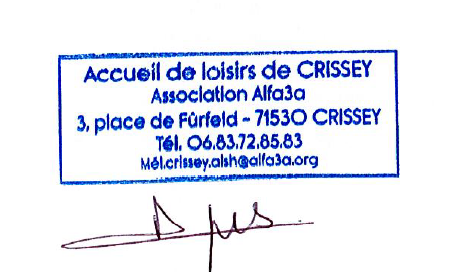 Accueil de loisirs de CRISSEY
Association Alfa3a
3, place de Fûrfeld - 71530 CRISSEY
Tél. 06.83.72.85.83
Mél.crissey.alsh@alfa3a.org